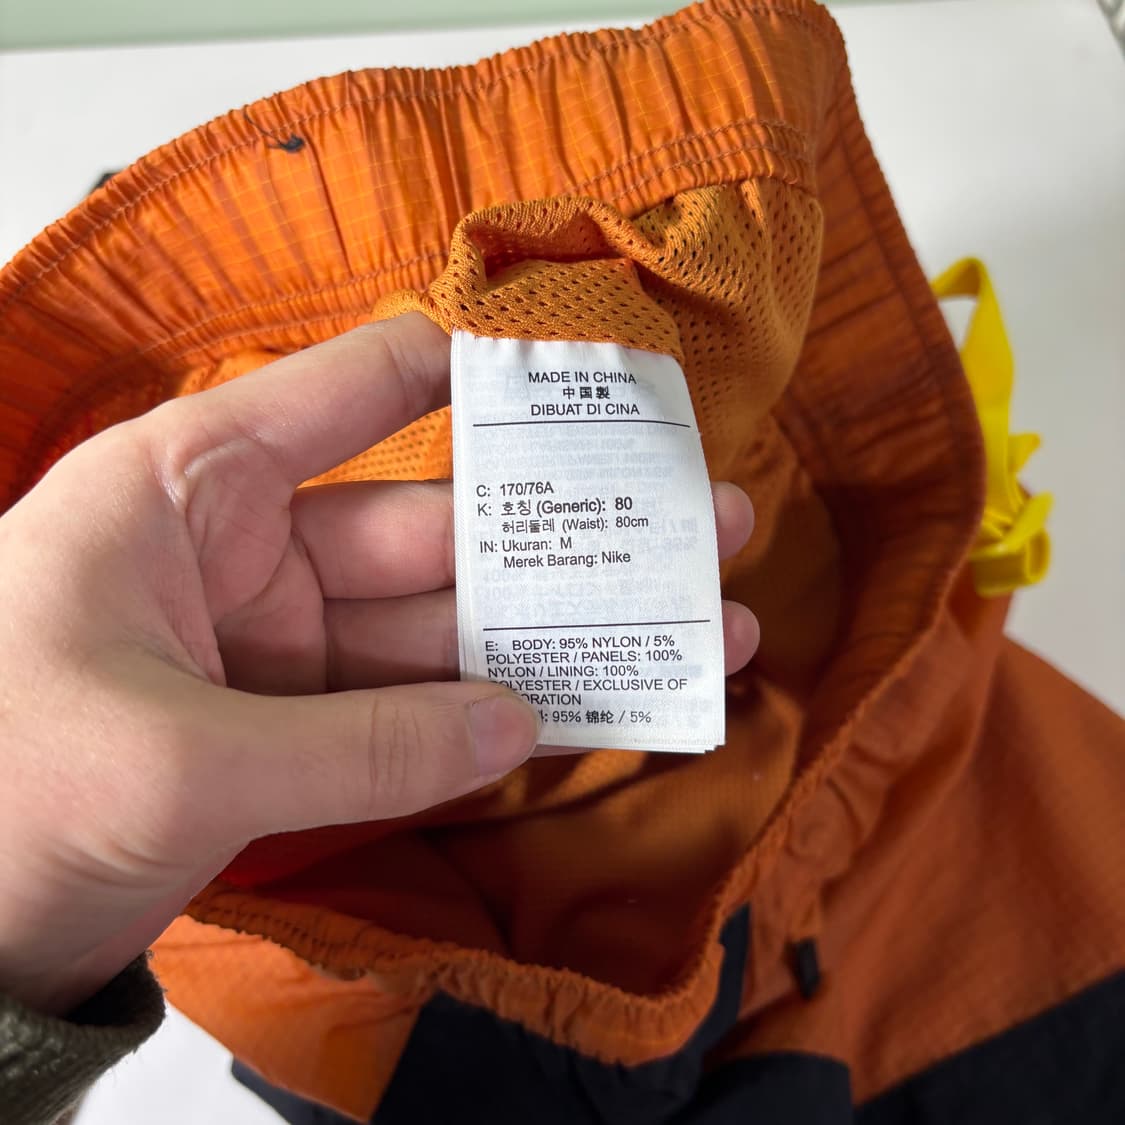 MADE IN CHINA
中国製
DIBUAT DI CINA
C: 170/76A
K: 호칭 (Generic): 80
허리둘레 (Waist): 80cm
IN: Ukuran: M
Merek Barang: Nike
E: BODY: 95% NYLON / 5%
POLYESTER / PANELS: 100%
NYLON / LINING: 100%
POLYESTER / EXCLUSIVE OF
ORATION
: 95% 锦纶 / 5%